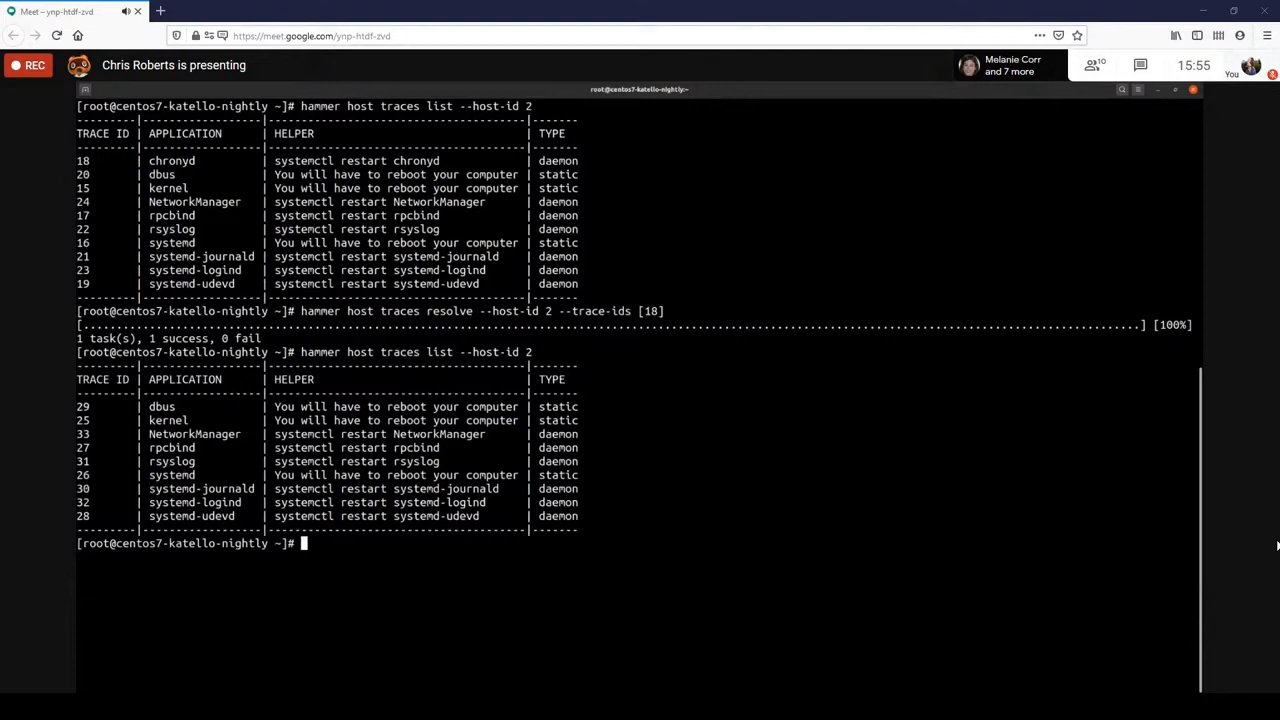 Meet – ynp-htdf-zvd
https://meet.google.com/ynp-htdf-zvd
REC
Chris Roberts is presenting
Melanie Corr
and 7 more
10
15:55
You
root@centos7-katello-nightly:~
[root@centos7-katello-nightly ~]# hammer host traces list --host-id 2
---------|-----------------|-----------------------------------|-------
TRACE ID | APPLICATION | HELPER | TYPE
---------|-----------------|-----------------------------------|-------
18 | chronyd | systemctl restart chronyd | daemon
20 | dbus | You will have to reboot your computer | static
15 | kernel | You will have to reboot your computer | static
24 | NetworkManager | systemctl restart NetworkManager | daemon
17 | rpcbind | systemctl restart rpcbind | daemon
22 | rsyslog | systemctl restart rsyslog | daemon
16 | systemd | You will have to reboot your computer | static
21 | systemd-journald | systemctl restart systemd-journald | daemon
23 | systemd-logind | systemctl restart systemd-logind | daemon
19 | systemd-udevd | systemctl restart systemd-udevd | daemon
---------|-----------------|-----------------------------------|-------
[root@centos7-katello-nightly ~]# hammer host traces resolve --host-id 2 --trace-ids [18]
[................................................................................................................................................................] [100%]
1 task(s), 1 success, 0 fail
[root@centos7-katello-nightly ~]# hammer host traces list --host-id 2
---------|-----------------|-----------------------------------|-------
TRACE ID | APPLICATION | HELPER | TYPE
---------|-----------------|-----------------------------------|-------
29 | dbus | You will have to reboot your computer | static
25 | kernel | You will have to reboot your computer | static
33 | NetworkManager | systemctl restart NetworkManager | daemon
27 | rpcbind | systemctl restart rpcbind | daemon
31 | rsyslog | systemctl restart rsyslog | daemon
26 | systemd | You will have to reboot your computer | static
30 | systemd-journald | systemctl restart systemd-journald | daemon
32 | systemd-logind | systemctl restart systemd-logind | daemon
28 | systemd-udevd | systemctl restart systemd-udevd | daemon
---------|-----------------|-----------------------------------|-------
[root@centos7-katello-nightly ~]#